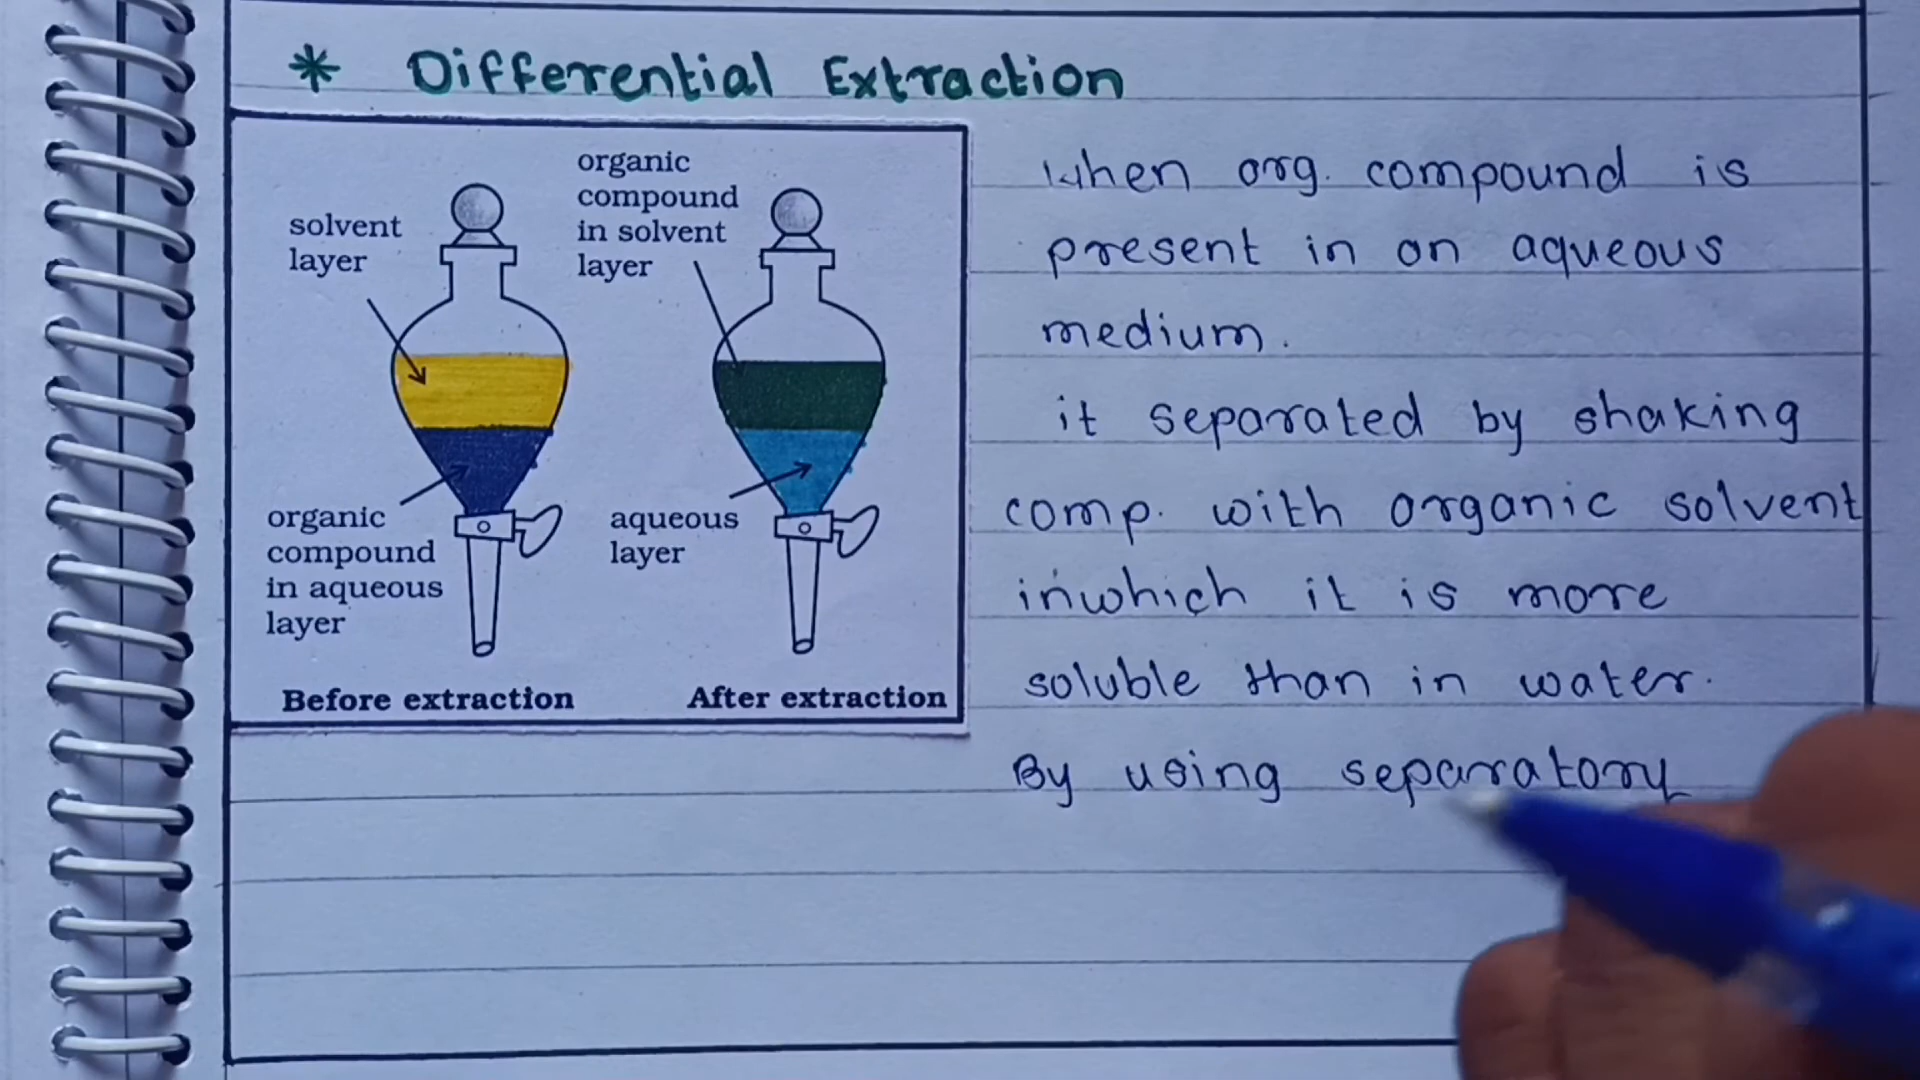 * Differential Extraction
solvent
layer
organic
compound
in aqueous
layer
Before extraction
organic
compound
in solvent
layer
aqueous
layer
After extraction
When org. compound is
present in an aqueous
medium.
it separated by shaking
comp. with organic solvent
inwhich it is more
soluble than in water.
By using separatory